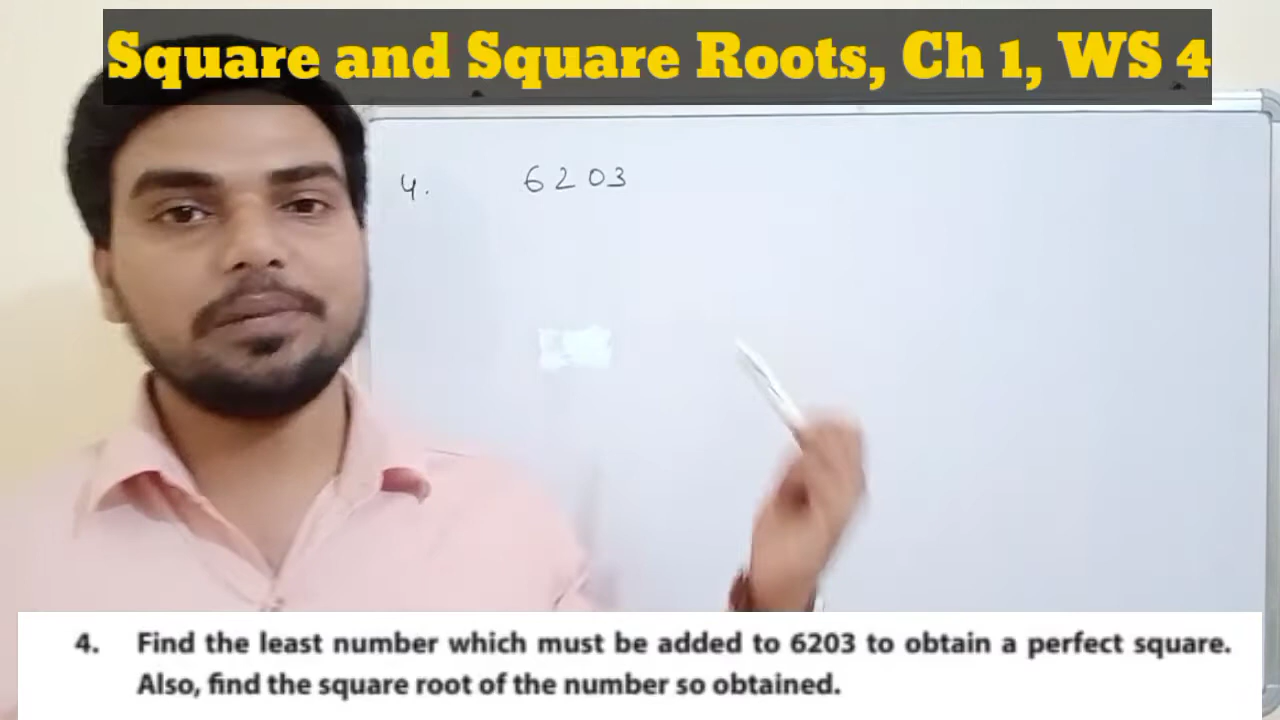 Square and Square Roots, Ch 1, WS 4
4. 6203
4. Find the least number which must be added to 6203 to obtain a perfect square.
Also, find the square root of the number so obtained.